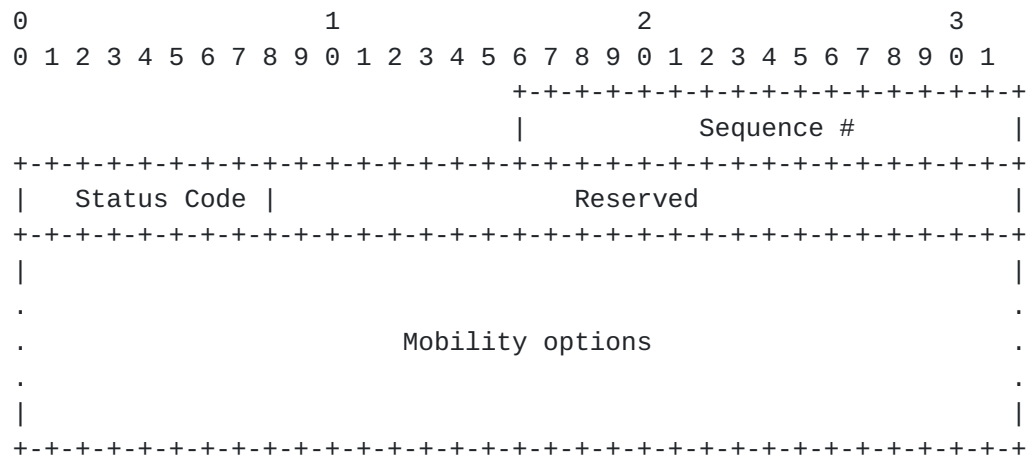 0                   1                   2                   3
0 1 2 3 4 5 6 7 8 9 0 1 2 3 4 5 6 7 8 9 0 1 2 3 4 5 6 7 8 9 0 1
                                +-+-+-+-+-+-+-+-+-+-+-+-+-+-+-+-+
                                |           Sequence #          |
+-+-+-+-+-+-+-+-+-+-+-+-+-+-+-+-+-+-+-+-+-+-+-+-+-+-+-+-+-+-+-+-+
|   Status Code |                   Reserved                    |
+-+-+-+-+-+-+-+-+-+-+-+-+-+-+-+-+-+-+-+-+-+-+-+-+-+-+-+-+-+-+-+-+
|                                                               |
.                                                               .
.                        Mobility options                       .
.                                                               .
|                                                               |
+-+-+-+-+-+-+-+-+-+-+-+-+-+-+-+-+-+-+-+-+-+-+-+-+-+-+-+-+-+-+-+-+